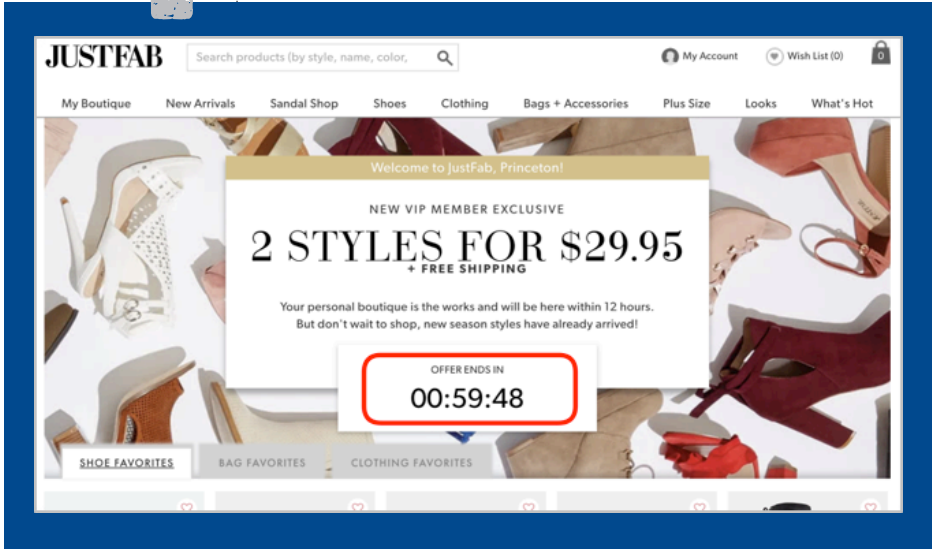 JUSTFAB
Search products (by style, name, color,
My Account
Wish List (0)
0
My Boutique
New Arrivals
Sandal Shop
Shoes
Clothing
Bags + Accessories
Plus Size
Looks
What's Hot
Welcome to JustFab, Princeton!
NEW VIP MEMBER EXCLUSIVE
2 STYLES FOR $29.95
+ FREE SHIPPING
Your personal boutique is the works and will be here within 12 hours.
But don't wait to shop, new season styles have already arrived!
OFFER ENDS IN
00:59:48
SHOE FAVORITES
BAG FAVORITES
CLOTHING FAVORITES